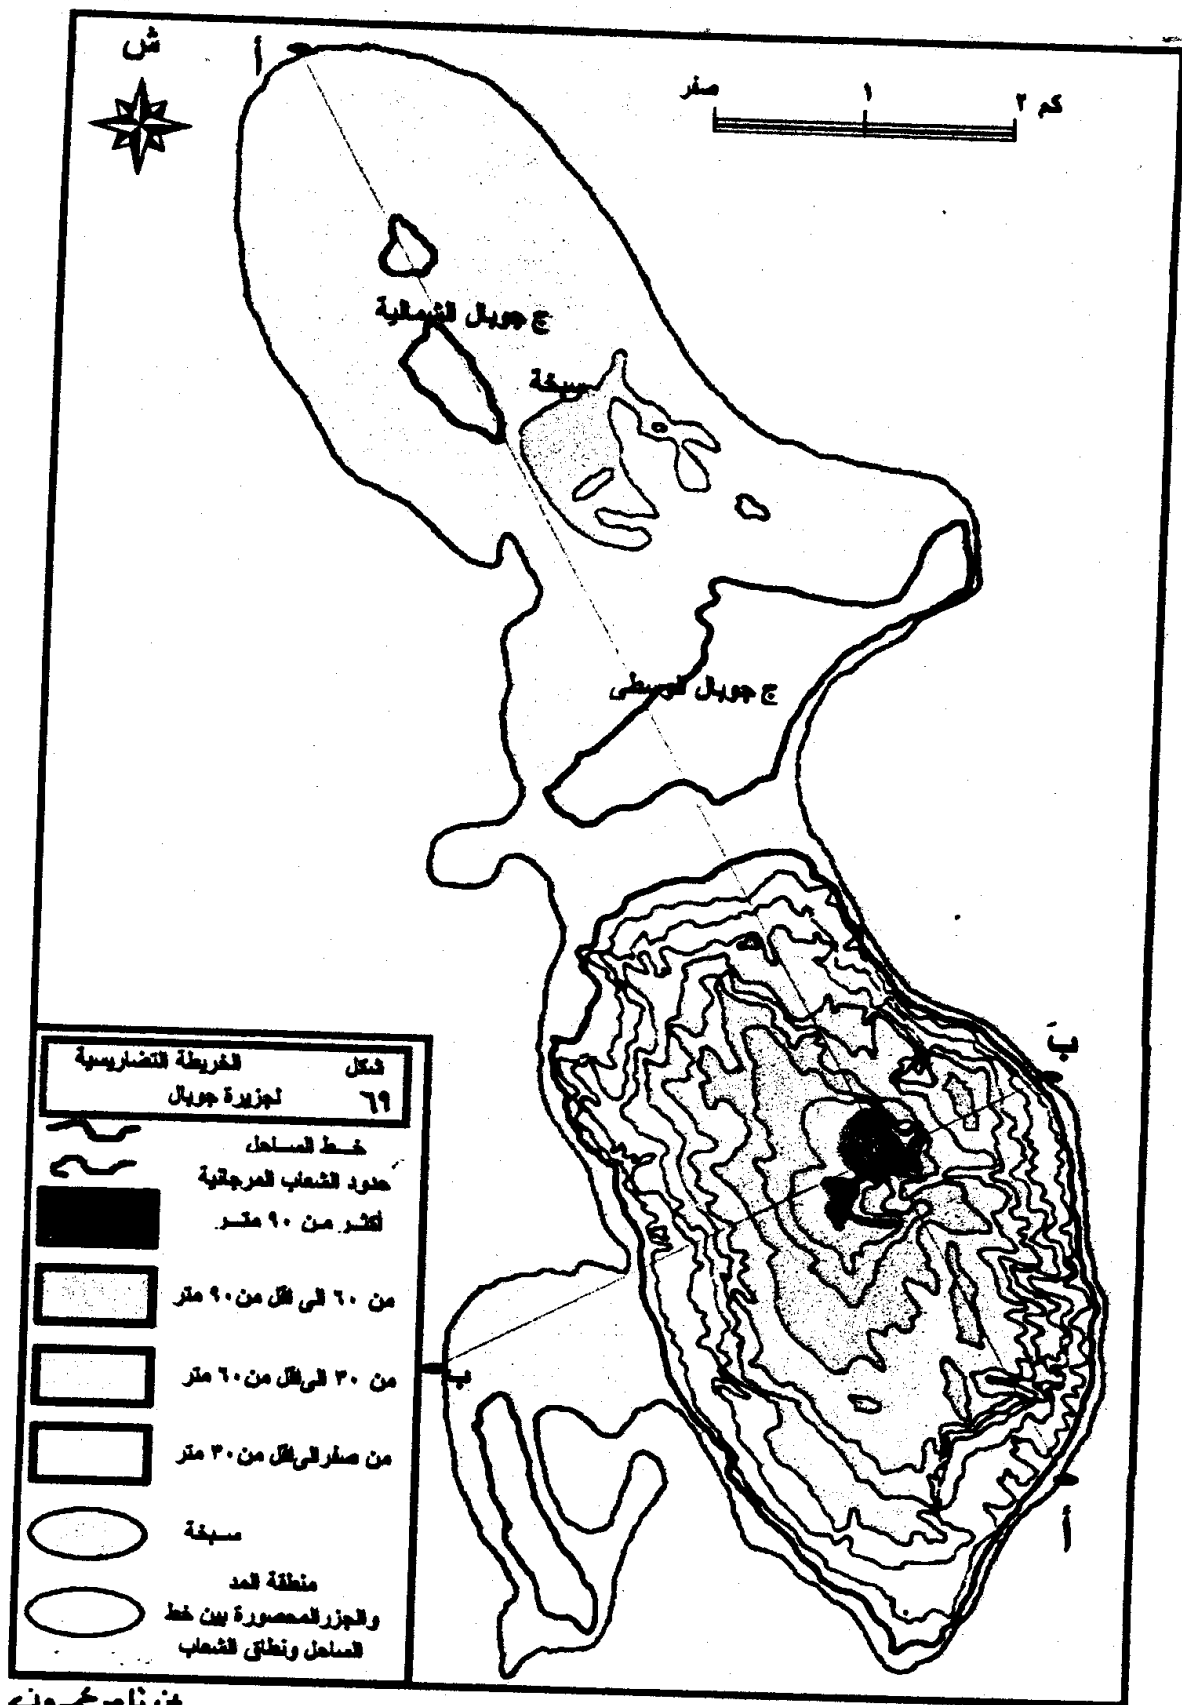 ش
أ
صفر ١ ٢ كم
ج جوبال الشمالية
سبخة
ج جوبال الوسطى
بَ
ب
أ
شكل الخريطة التضاريسية
٦٩ لجزيرة جوبال
خط الساحل
حدود الشعاب المرجانية
أكثر من ٩٠ متر
من ٦٠ الى اقل من ٩٠ متر
من ٣٠ الى اقل من ٦٠ متر
من صفر الى اقل من ٣٠ متر
سبخة
منطقة المد
والجزر المحصورة بين خط
الساحل ونطاق الشعاب